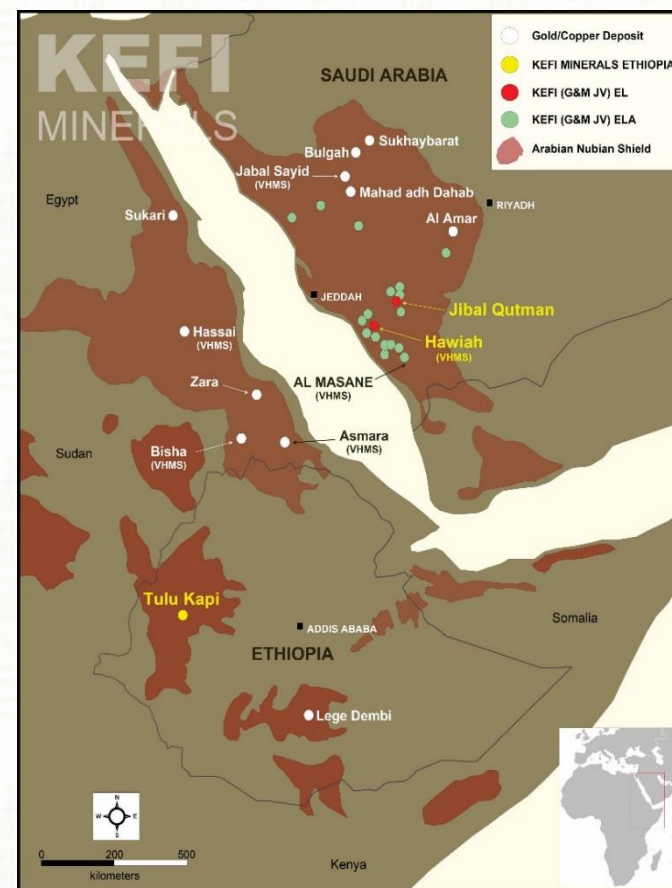 KEFI
MINERALS
SAUDI ARABIA
Gold/Copper Deposit
KEFI MINERALS ETHIOPIA
KEFI (G&M JV) EL
KEFI (G&M JV) ELA
Arabian Nubian Shield
Sukhaybarat
Bulgah
Jabal Sayid
(VHMS)
Mahad adh Dahab
Egypt
RIYADH
Sukari
Al Amar
JEDDAH
Jibal Qutman
Hassai
(VHMS)
Hawiah
(VHMS)
Zara
AL MASANE
(VHMS)
Bisha
(VHMS)
Asmara
(VHMS)
Sudan
Tulu Kapi
ADDIS ABABA
Somalia
ETHIOPIA
Lege Dembi
N
W E
S
0 200 500
kilometers
Kenya